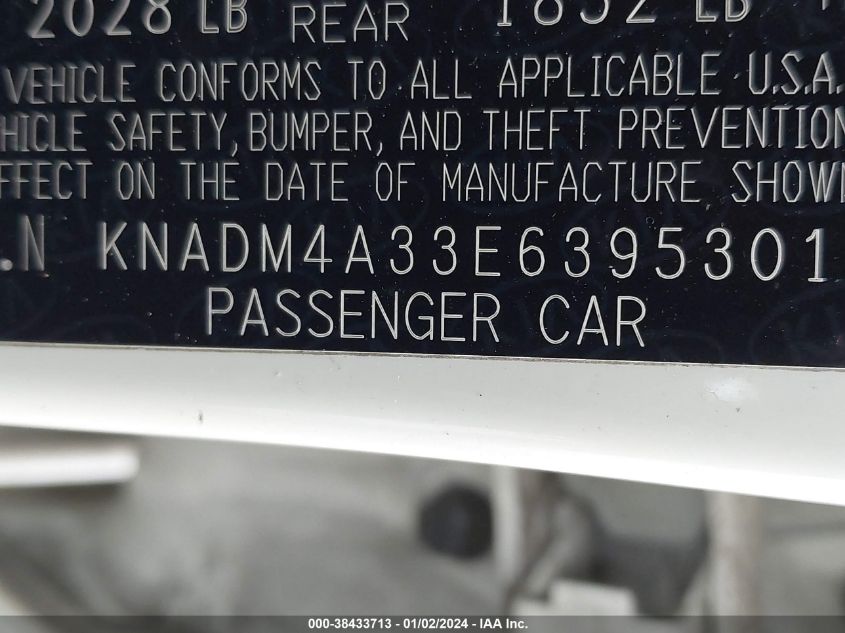 2028 LB REAR 1852 LB
VEHICLE CONFORMS TO ALL APPLICABLE U.S.A.
HICLE SAFETY, BUMPER, AND THEFT PREVENTION
FFECT ON THE DATE OF MANUFACTURE SHOWN
.N KNADM4A33E6395301
PASSENGER CAR
000-38433713 - 01/02/2024 - IAA Inc.